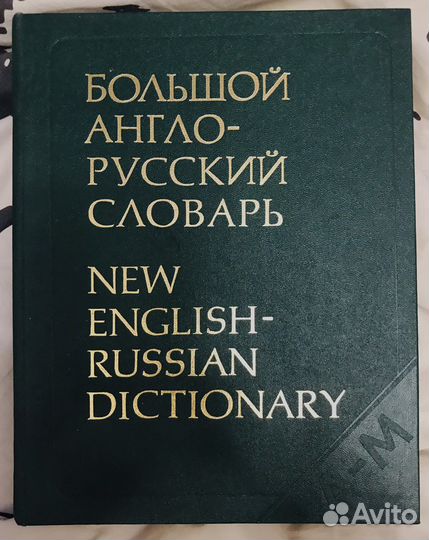 БОЛЬШОЙ
АНГЛО-
РУССКИЙ
СЛОВАРЬ
NEW
ENGLISH-
RUSSIAN
DICTIONARY
A-M
Avito